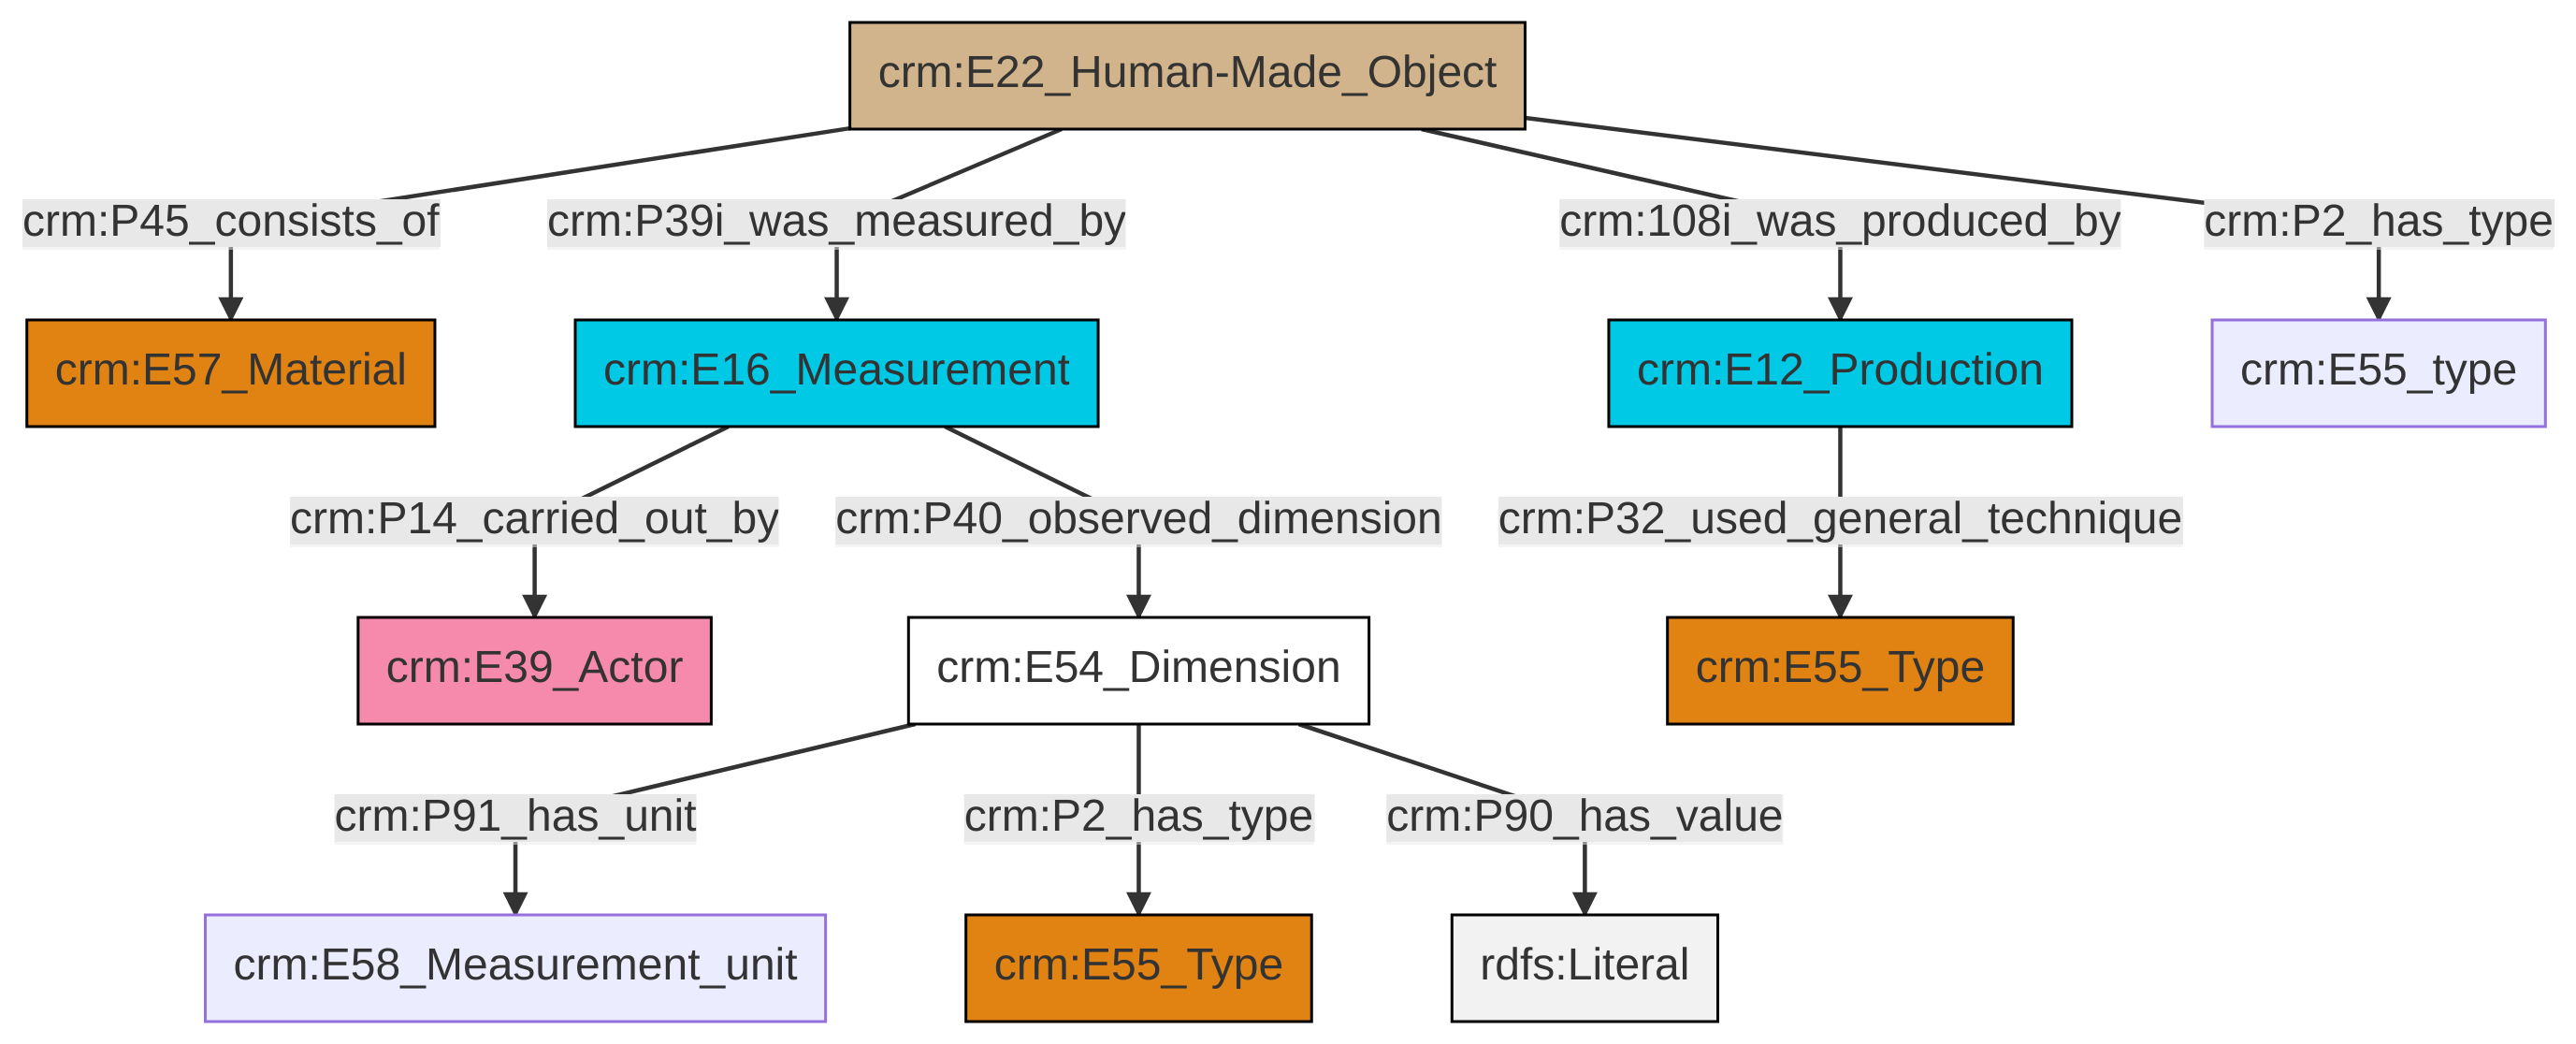 crm:E22_Human-Made_Object
crm:P45_consists_of
crm:P39i_was_measured_by
crm:108i_was_produced_by
crm:P2_has_type
crm:E57_Material
crm:E16_Measurement
crm:E12_Production
crm:E55_type
crm:P14_carried_out_by
crm:P40_observed_dimension
crm:P32_used_general_technique
crm:E39_Actor
crm:E54_Dimension
crm:E55_Type
crm:P91_has_unit
crm:P2_has_type
crm:P90_has_value
crm:E58_Measurement_unit
crm:E55_Type
rdfs:Literal